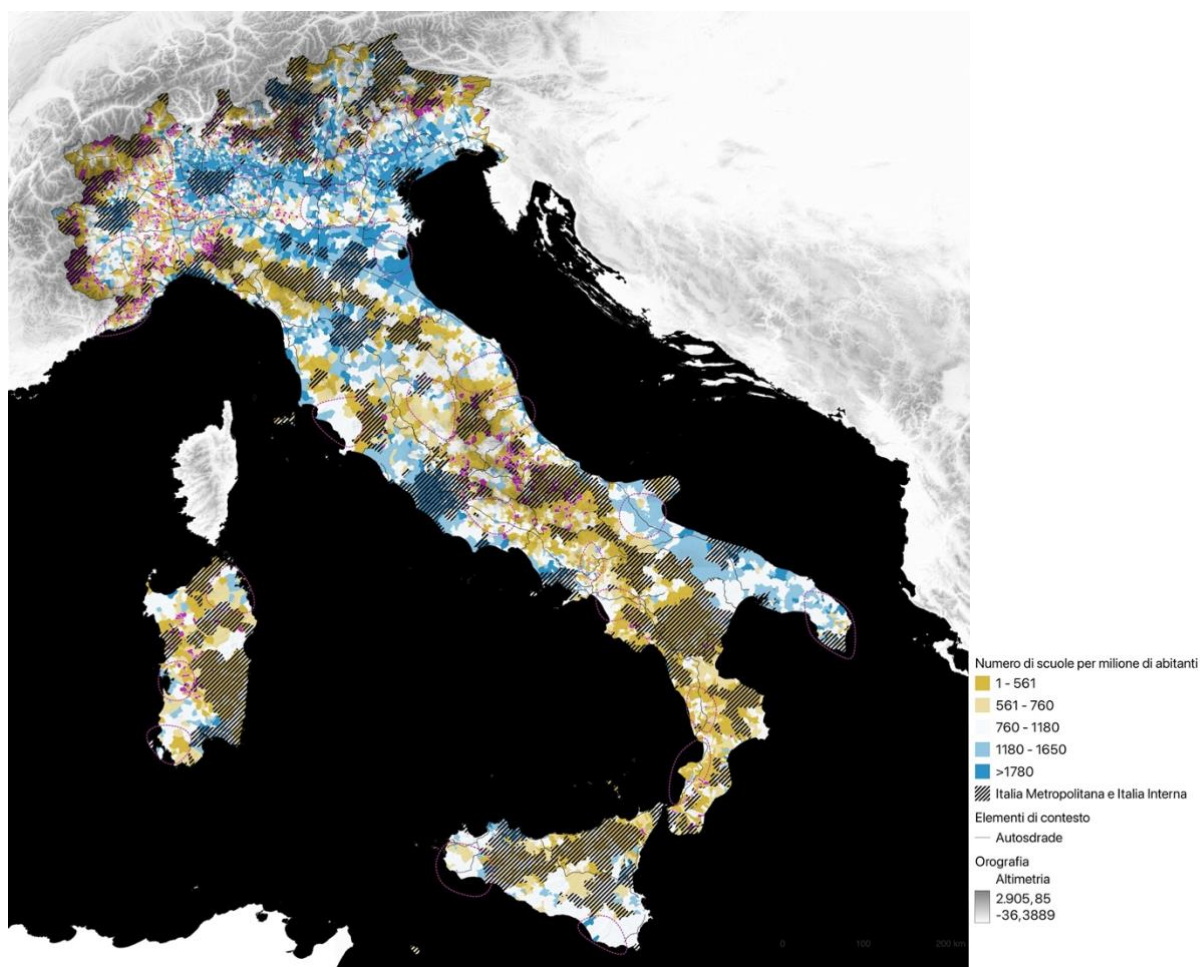 Numero di scuole per milione di abitanti
1 - 561
561 - 760
760 - 1180
1180 - 1650
>1780
Italia Metropolitana e Italia Interna
Elementi di contesto
Autosdrade
Orografia
Altimetria
2.905,85
-36,3889
0 100 200 km